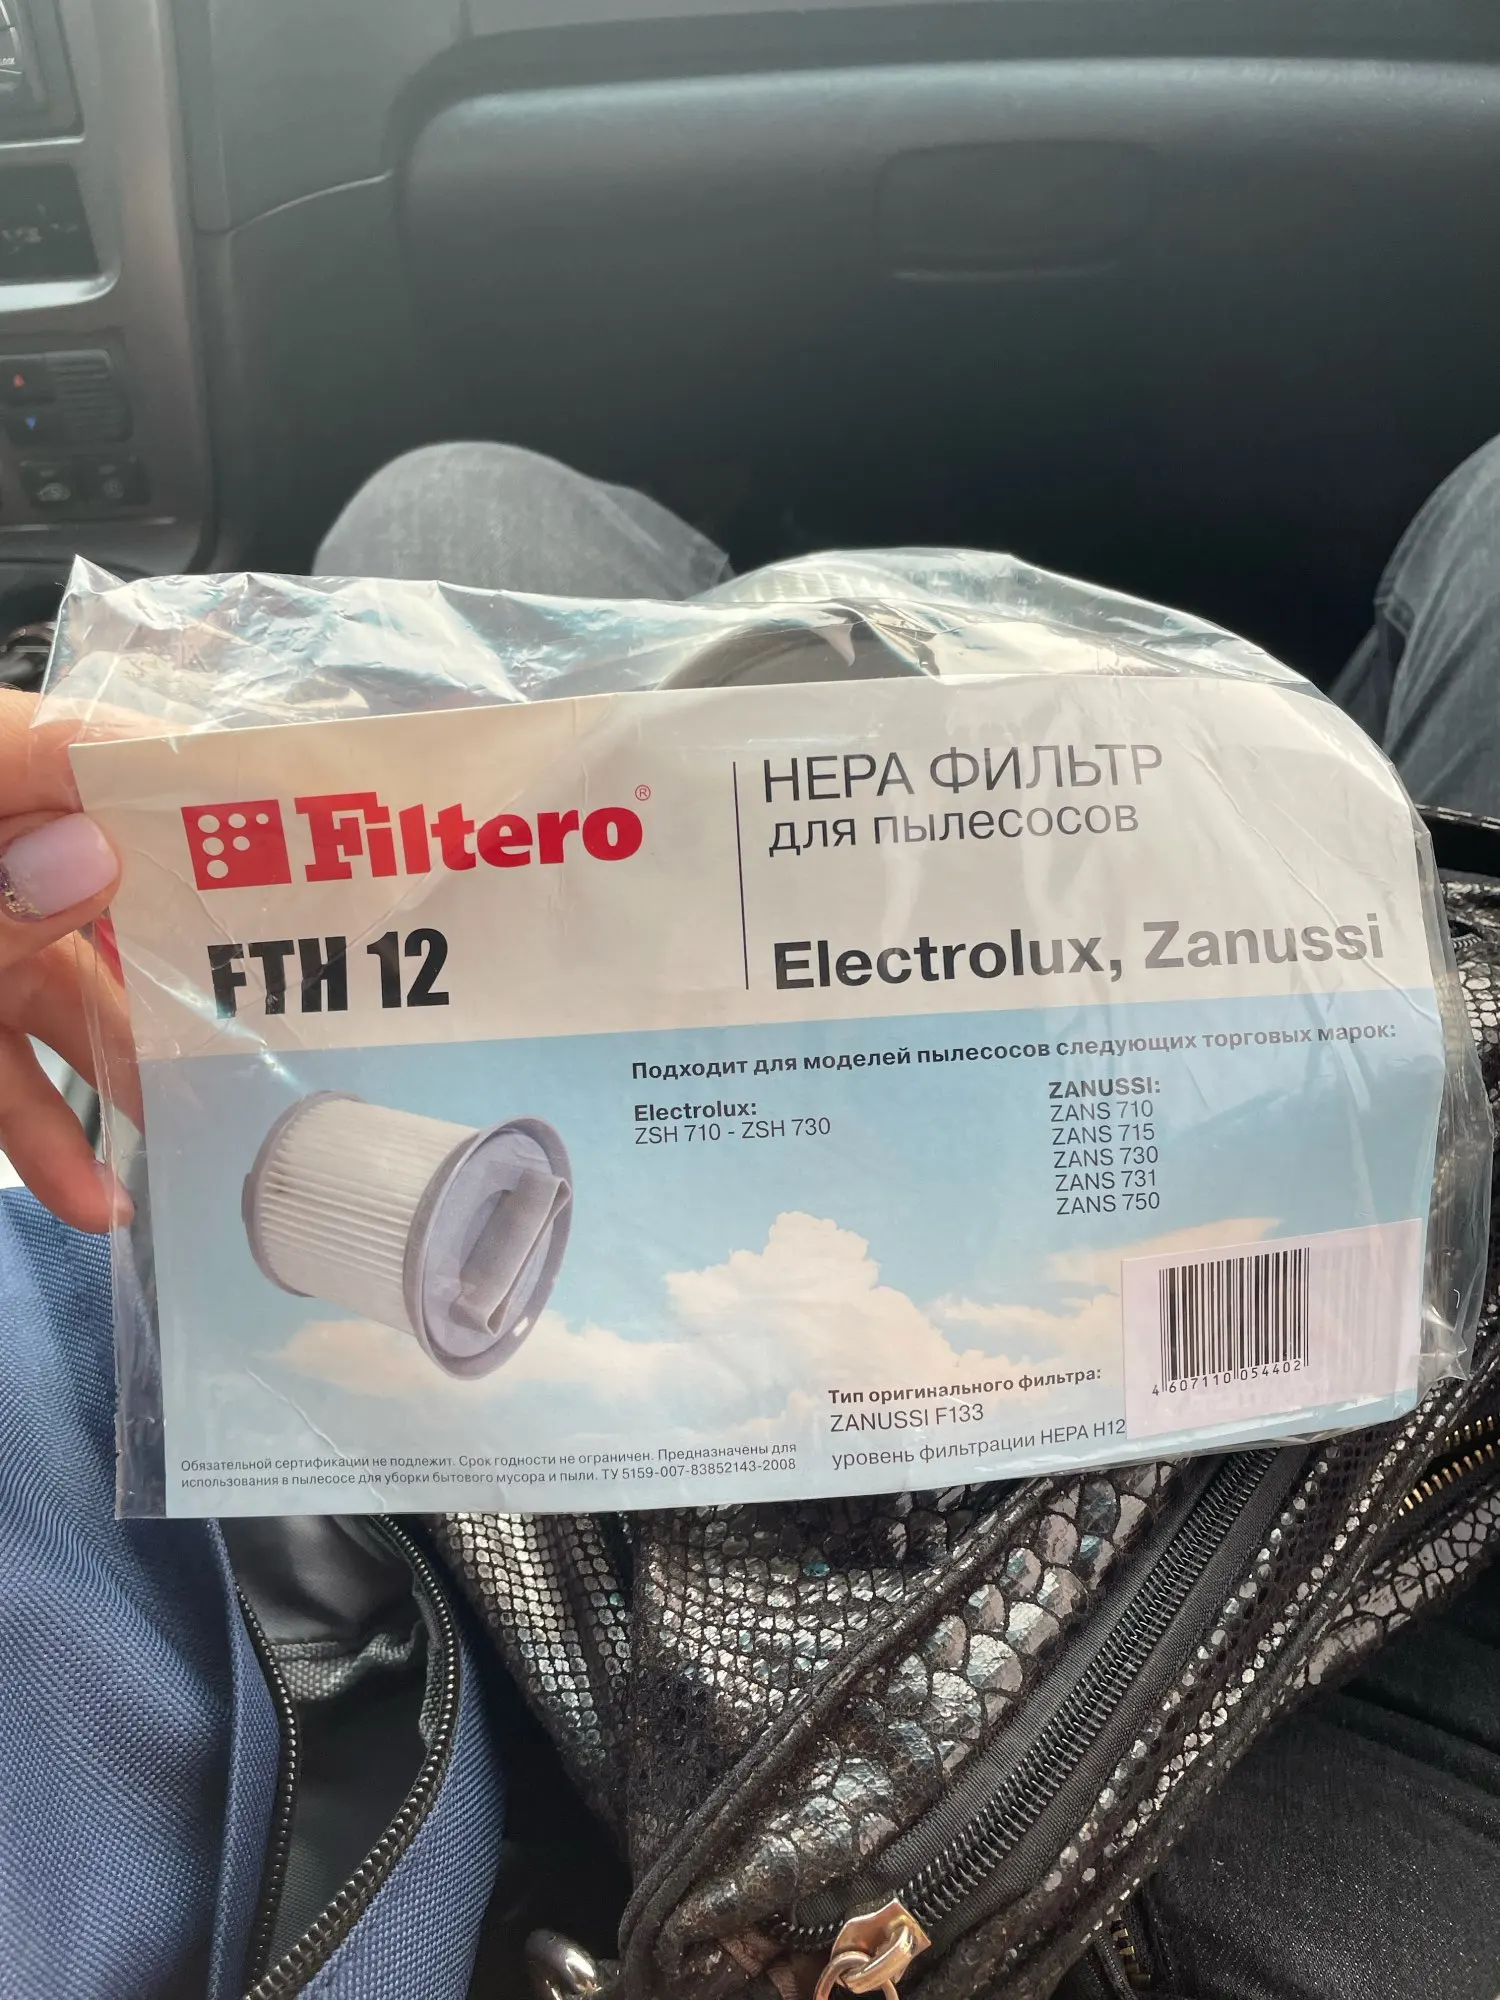 Filtero®
FTH 12
HEPA ФИЛЬТР
для пылесосов
Electrolux, Zanussi
Подходит для моделей пылесосов следующих торговых марок:
Electrolux:
ZSH 710 - ZSH 730
ZANUSSI:
ZANS 710
ZANS 715
ZANS 730
ZANS 731
ZANS 750
Тип оригинального фильтра:
ZANUSSI F133
уровень фильтрации HEPA H12
4 607110 054402
Обязательной сертификации не подлежит. Срок годности не ограничен. Предназначены для
использования в пылесосе для уборки бытового мусора и пыли. ТУ 5159-007-83852143-2008